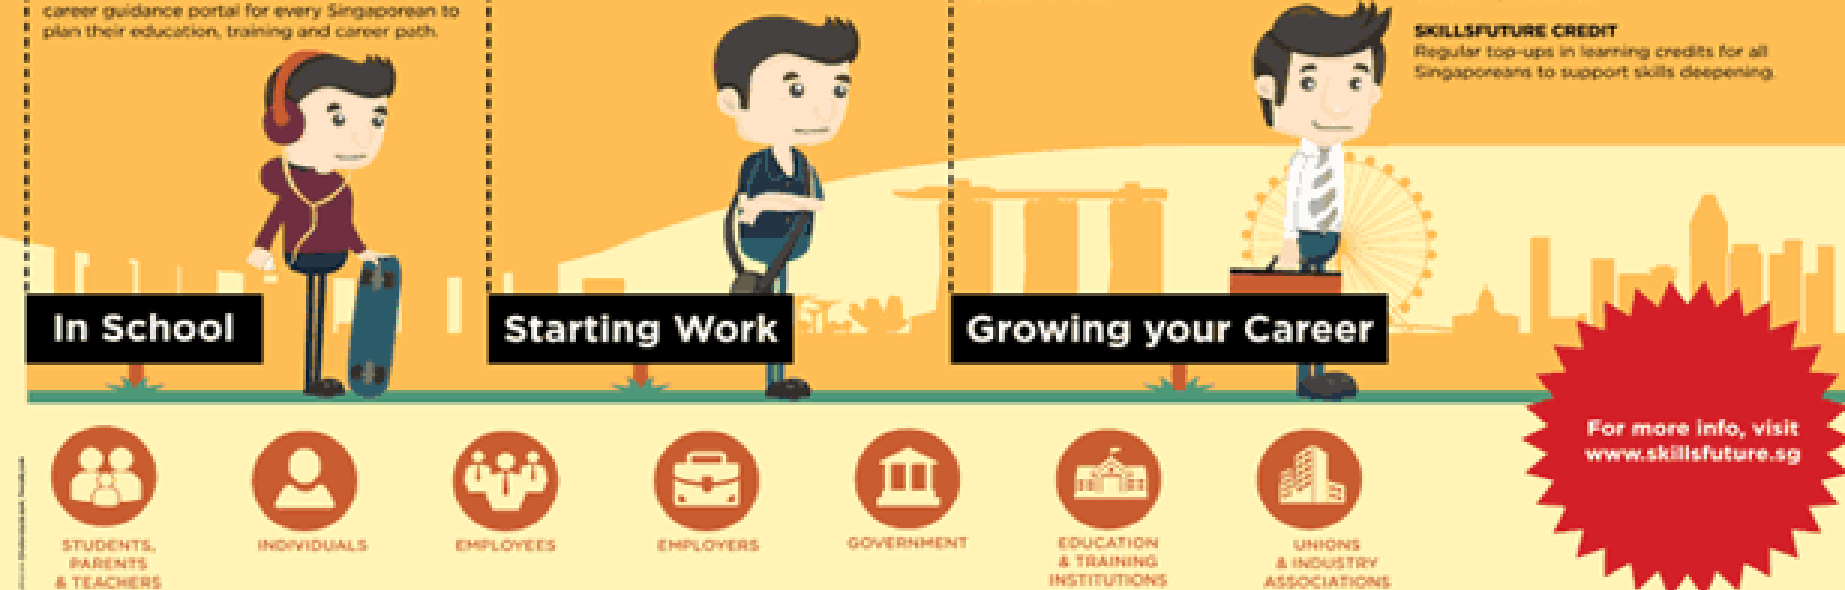 career guidance portal for every Singaporean to
plan their education, training and career path.
SKILLSFUTURE CREDIT
Regular top-ups in learning credits for all
Singaporeans to support skills deepening.
In School
Starting Work
Growing your Career
For more info, visit
www.skillsfuture.sg
STUDENTS,
PARENTS
& TEACHERS
INDIVIDUALS
EMPLOYEES
EMPLOYERS
GOVERNMENT
EDUCATION
& TRAINING
INSTITUTIONS
UNIONS
& INDUSTRY
ASSOCIATIONS